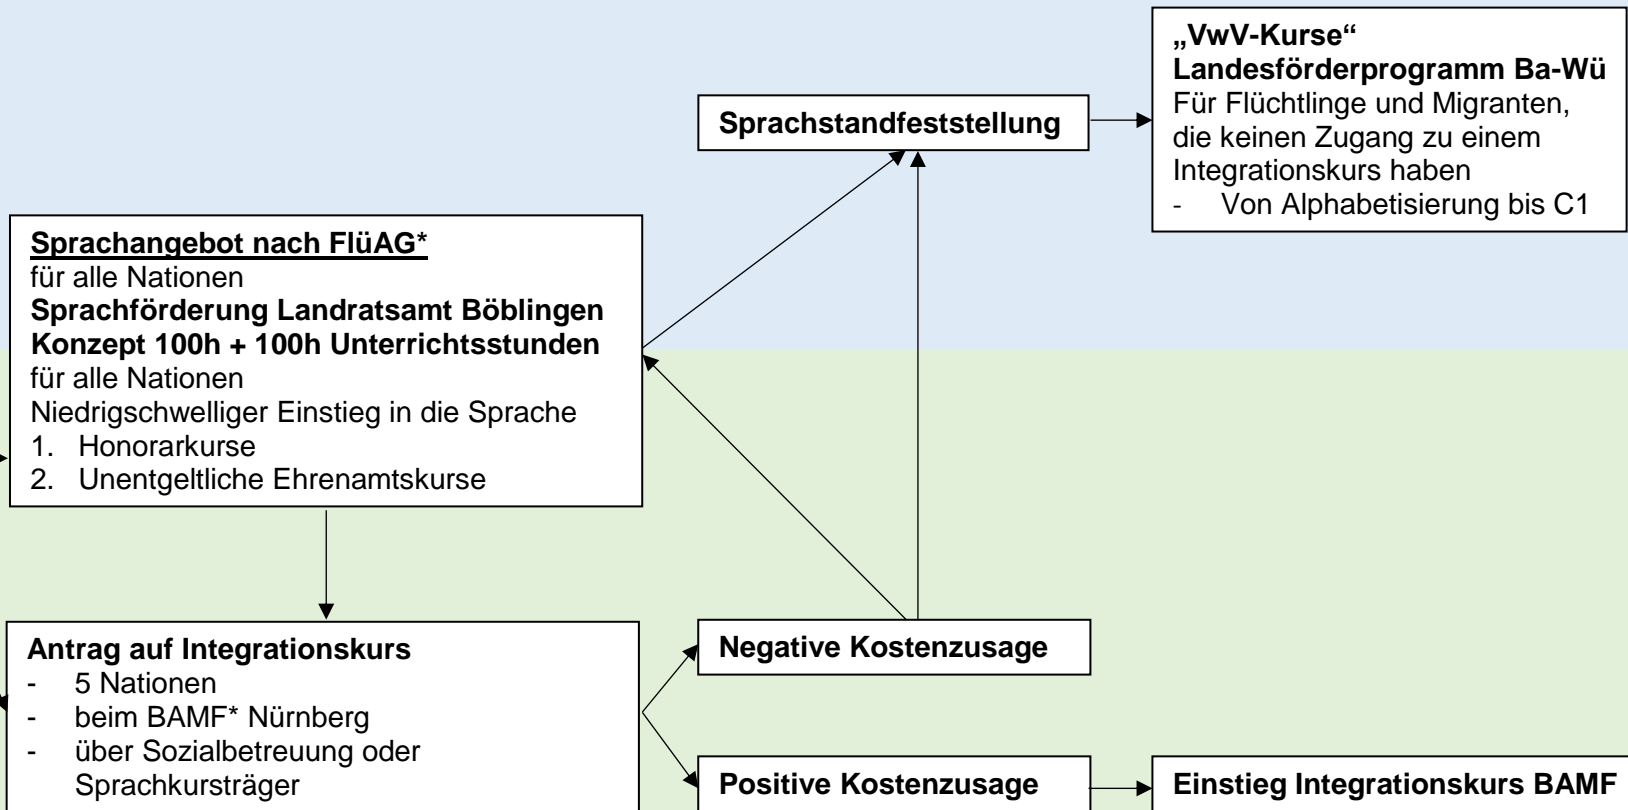 „VwV-Kurse“
Landesförderprogramm Ba-Wü
Für Flüchtlinge und Migranten,
die keinen Zugang zu einem
Integrationskurs haben
- Von Alphabetisierung bis C1
Sprachstandfeststellung
Sprachangebot nach FlüAG*
für alle Nationen
Sprachförderung Landratsamt Böblingen
Konzept 100h + 100h Unterrichtsstunden
für alle Nationen
Niedrigschwelliger Einstieg in die Sprache
1. Honorarkurse
2. Unentgeltliche Ehrenamtskurse
Antrag auf Integrationskurs
- 5 Nationen
- beim BAMF* Nürnberg
- über Sozialbetreuung oder
Sprachkursträger
Negative Kostenzusage
Positive Kostenzusage
Einstieg Integrationskurs BAMF